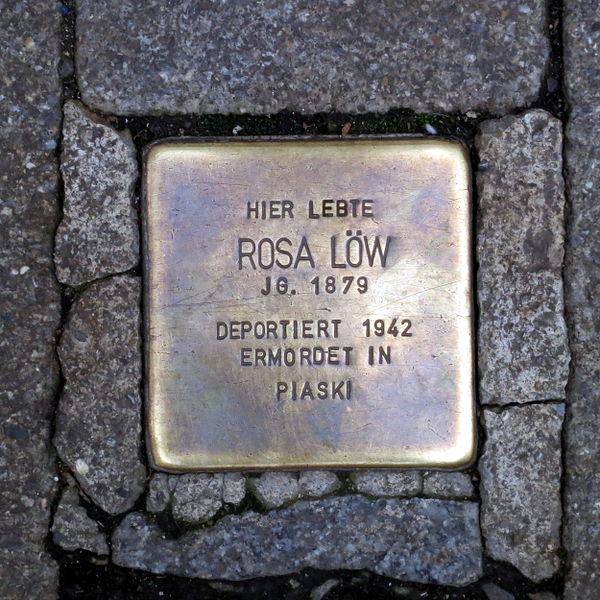 HIER LEBTE
ROSA LÖW
JG. 1879
DEPORTIERT 1942
ERMORDET IN
PIASKI